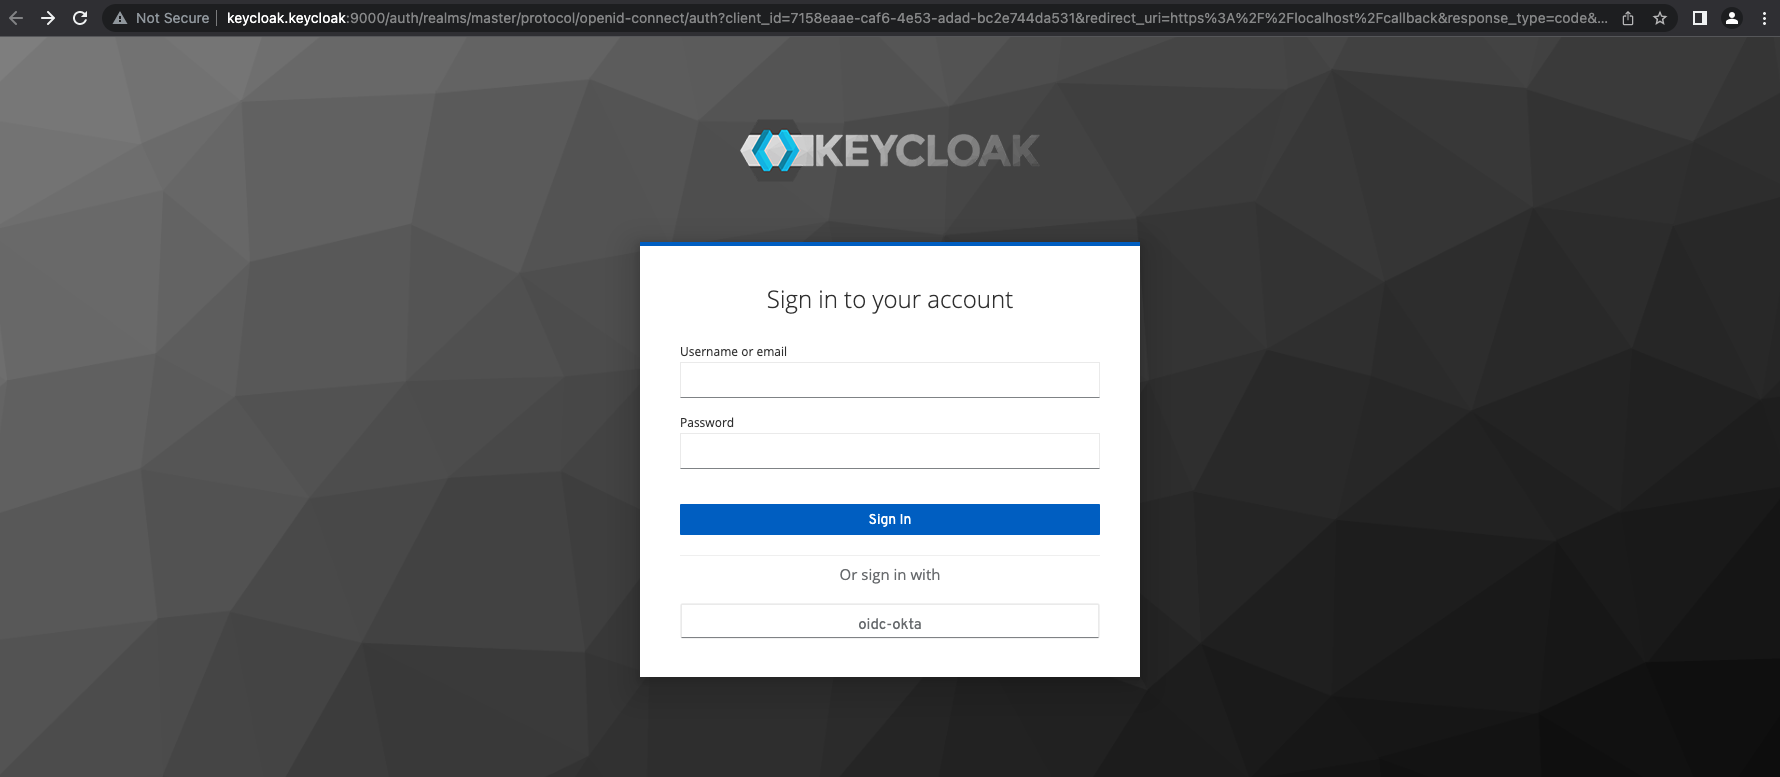 Not Secure keycloak.keycloak:9000/auth/realms/master/protocol/openid-connect/auth?client_id=7158eaae-caf6-4e53-adad-bc2e744da531&redirect_uri=https%3A%2F%2Flocalhost%2Fcallback&response_type=code&...
KEYCLOAK
Sign in to your account
Username or email
Password
Sign In
Or sign in with
oidc-okta